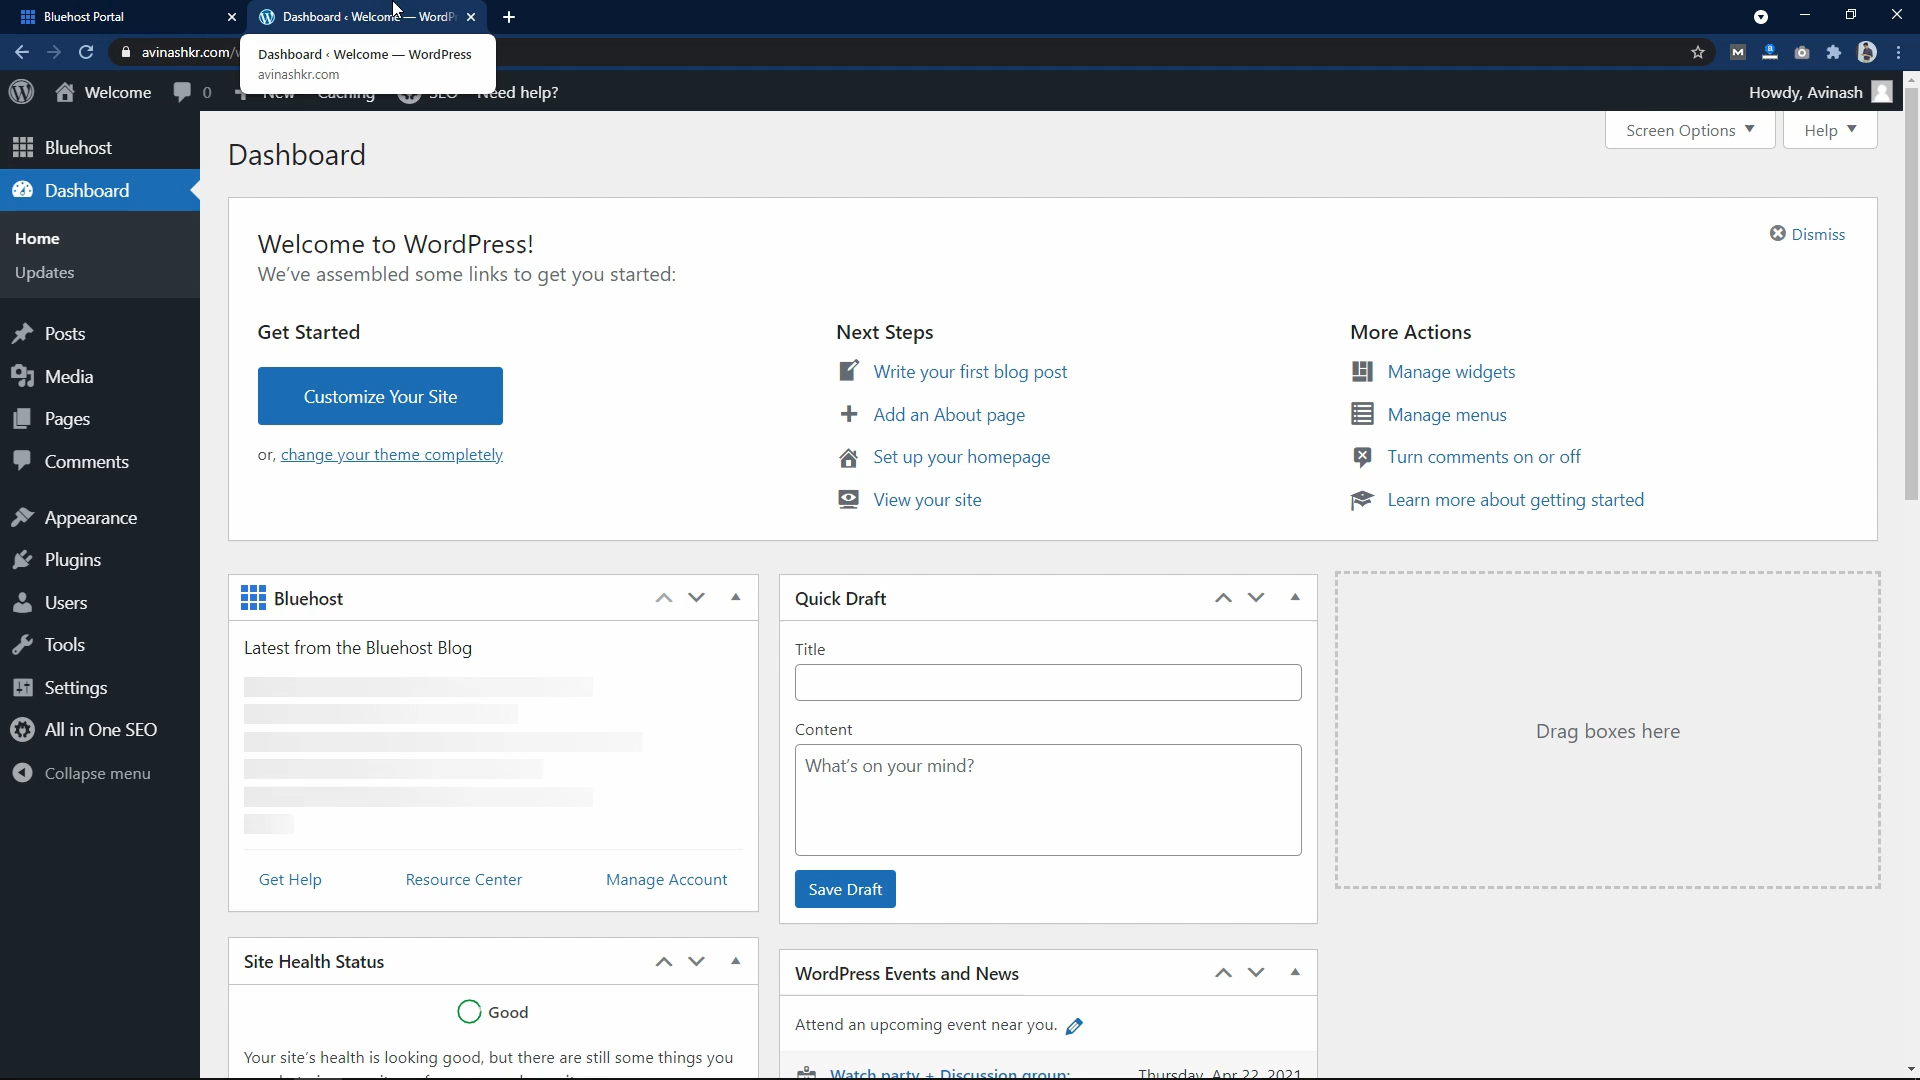 Bluehost Portal
Dashboard ‹ Welcome — WordP
avinashkr.com/
Dashboard ‹ Welcome — WordPress
avinashkr.com
Welcome 0 New Caching SEO Need help?
Howdy, Avinash
Bluehost
Dashboard
Home
Updates
Posts
Media
Pages
Comments
Appearance
Plugins
Users
Tools
Settings
All in One SEO
Collapse menu
Dashboard
Screen Options
Help
Welcome to WordPress!
We've assembled some links to get you started:
Dismiss
Get Started
Customize Your Site
or, change your theme completely
Next Steps
Write your first blog post
Add an About page
Set up your homepage
View your site
More Actions
Manage widgets
Manage menus
Turn comments on or off
Learn more about getting started
Bluehost
Latest from the Bluehost Blog
Get Help
Resource Center
Manage Account
Site Health Status
Good
Your site's health is looking good, but there are still some things you
Quick Draft
Title
Content
What's on your mind?
Save Draft
WordPress Events and News
Attend an upcoming event near you.
Watch party + Discussion group:
Thursday, Apr 22, 2021
Drag boxes here